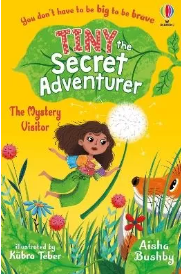 You don't have to be big to be brave
TINY the
Secret
Adventurer
The Mystery
Visitor
illustrated by
Kübra Teber
Aisha
Bushby